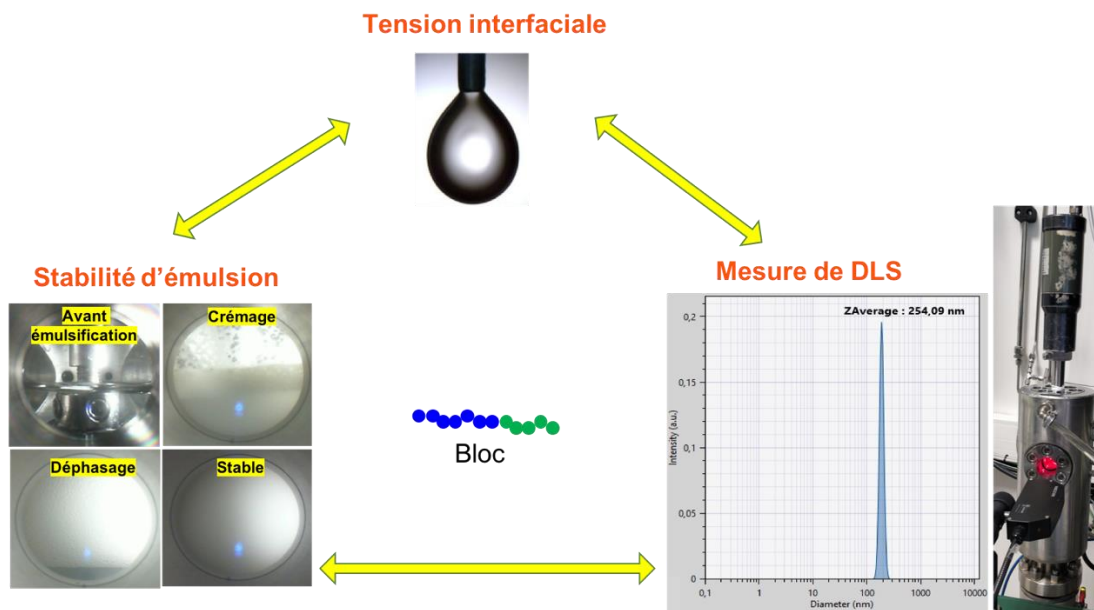 Tension interfaciale
Stabilité d’émulsion
Avant
émulsification
Crémage
Déphasage
Stable
Bloc
Mesure de DLS
ZAverage : 254,09 nm
0,2
0,15
0,1
0,05
0
Intensity (a.u.)
0,1
1
10
100
1000
10000
Diameter (nm)